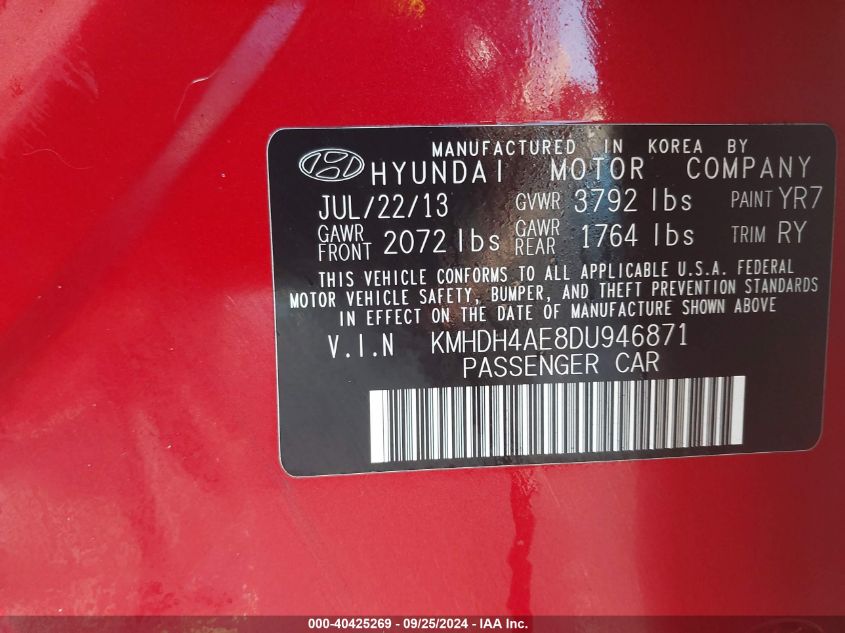 MANUFACTURED IN KOREA BY
HYUNDAI MOTOR COMPANY
JUL/22/13 GVWR 3792 lbs PAINT YR7
GAWR FRONT 2072 lbs GAWR REAR 1764 lbs TRIM RY
THIS VEHICLE CONFORMS TO ALL APPLICABLE U.S.A. FEDERAL
MOTOR VEHICLE SAFETY, BUMPER, AND THEFT PREVENTION STANDARDS
IN EFFECT ON THE DATE OF MANUFACTURE SHOWN ABOVE
V.I.N KMHDH4AE8DU946871
PASSENGER CAR
000-40425269 - 09/25/2024 - IAA Inc.